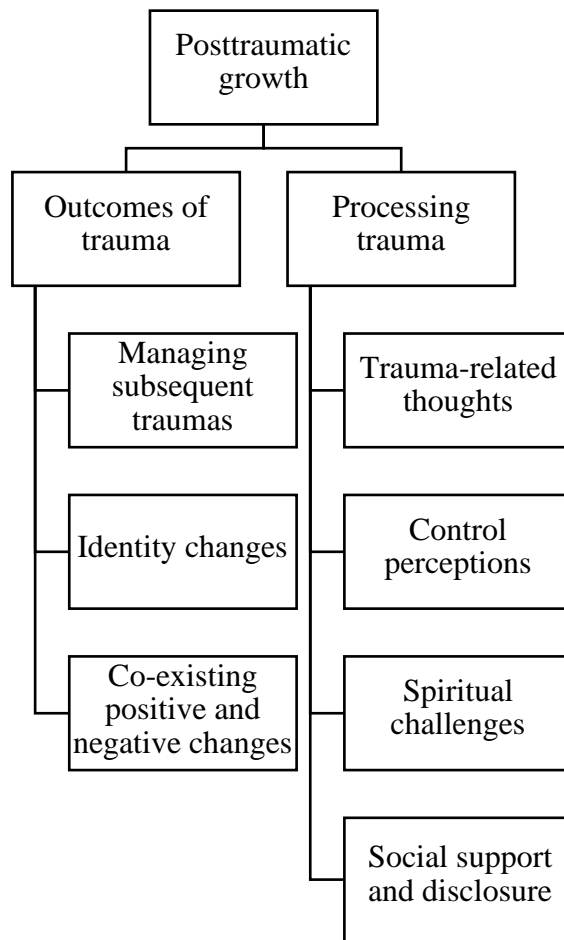 Posttraumatic
growth
Outcomes of
trauma
Processing
trauma
Managing
subsequent
traumas
Trauma-related
thoughts
Identity changes
Control
perceptions
Co-existing
positive and
negative changes
Spiritual
challenges
Social support
and disclosure